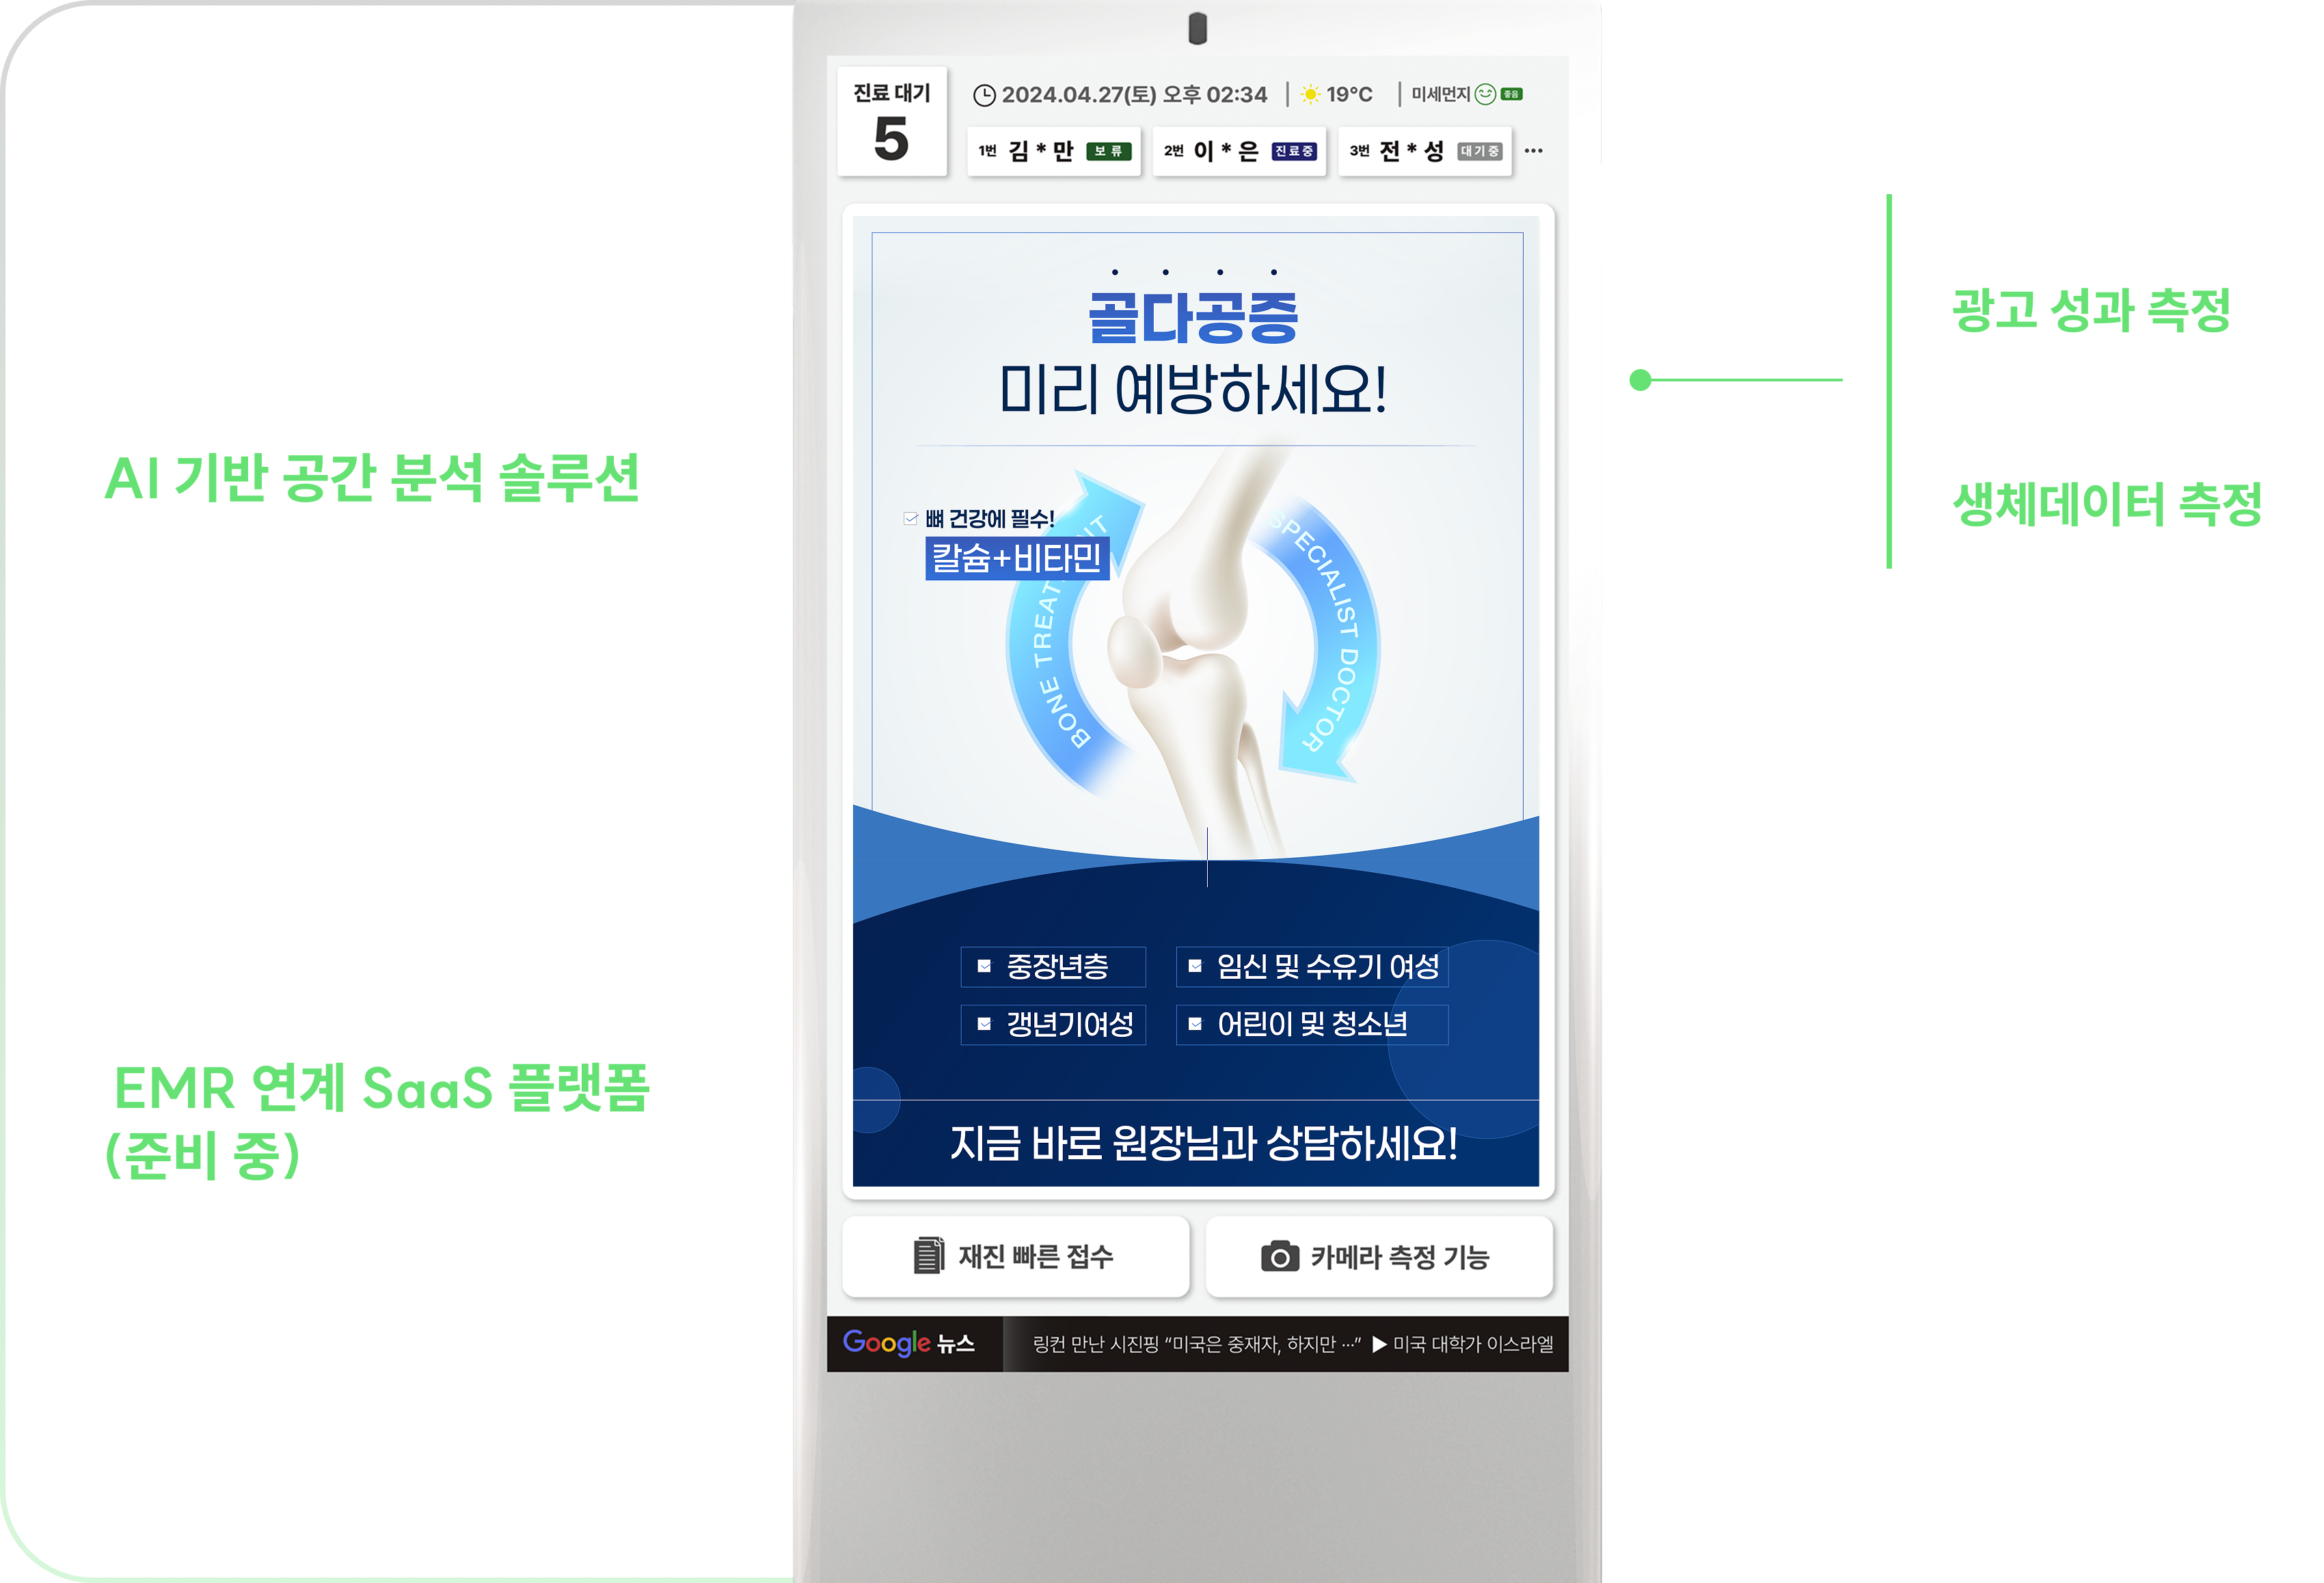 AI 기반 공간 분석 솔루션
EMR 연계 SaaS 플랫폼
(준비 중)
진료 대기
5
2024.04.27(토) 오후 02:34
19°C
미세먼지 좋음
1번 김 * 만 보 류
2번 이 * 은 진료중
3번 전 * 성 대기중
...
골다공증
미리 예방하세요!
뼈 건강에 필수!
칼슘+비타민
BONE TREAT
NT
SPECIALIST DOCTOR
중장년층
임신 및 수유기 여성
갱년기여성
어린이 및 청소년
지금 바로 원장님과 상담하세요!
재진 빠른 접수
카메라 측정 기능
Google 뉴스
링컨 만난 시진핑 “미국은 중재자, 하지만 ...” ▶ 미국 대학가 이스라엘
광고 성과 측정
생체데이터 측정